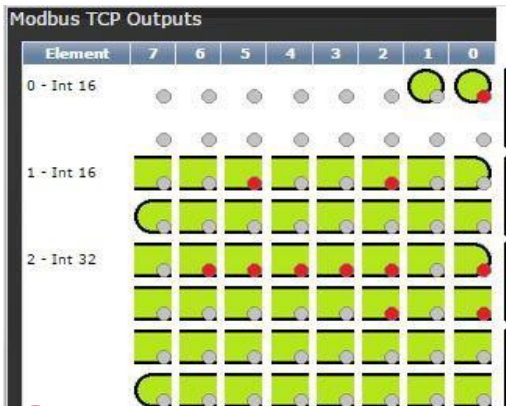 Modbus TCP Outputs
Element 7 6 5 4 3 2 1 0
0 - Int 16
1 - Int 16
2 - Int 32